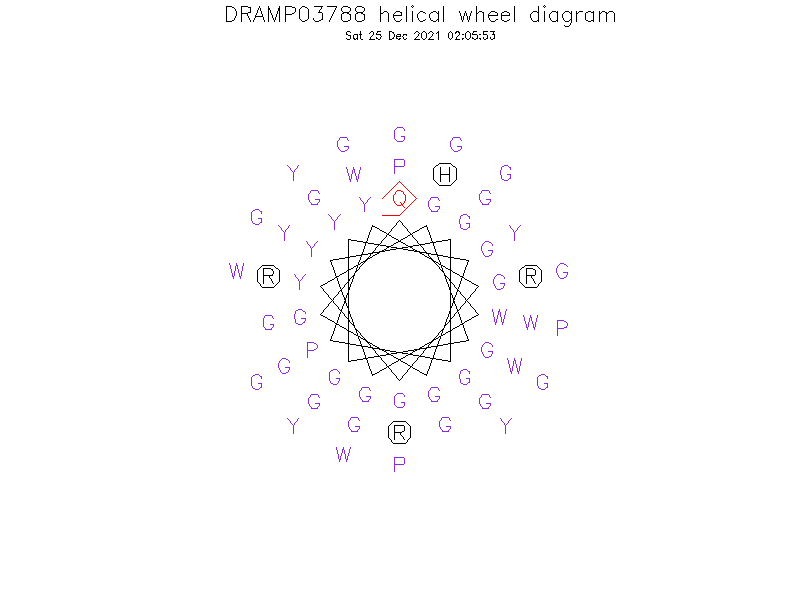 DRAMP03788 helical wheel diagram
Sat 25 Dec 2021 02:05:53
G
G G
P
Y W H G
G Q G
Y G
G Y G
Y Y
Y G
W R Y G R G
G G W W P
P G
G W
G G G G
G G G G G
Y G R G Y
W
P